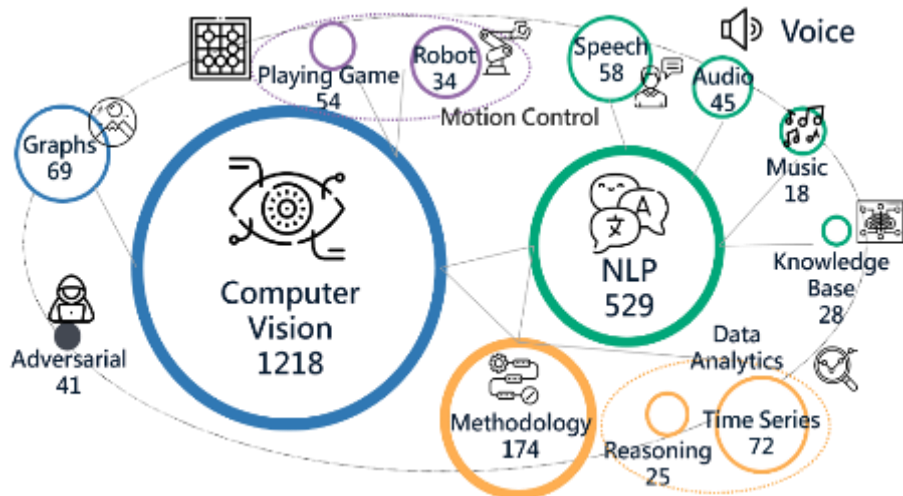 Playing Game
54
Robot
34
Motion Control
Speech
58
Voice
Audio
45
Music
18
Graphs
69
Computer
Vision
1218
文
A
NLP
529
Knowledge
Base
28
Adversarial
41
Methodology
174
Data
Analytics
Reasoning
25
Time Series
72